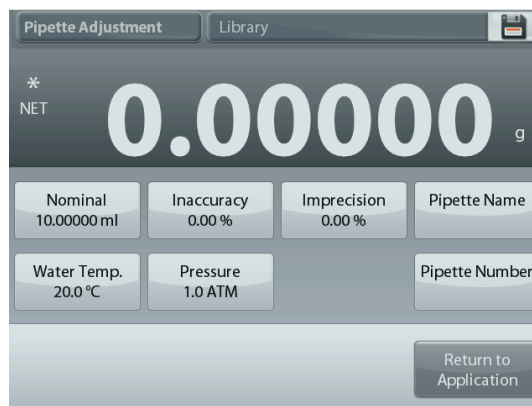 Pipette Adjustment
Library
*
NET
0.00000 g
Nominal
10.00000 ml
Inaccuracy
0.00 %
Imprecision
0.00 %
Pipette Name
Water Temp.
20.0 °C
Pressure
1.0 ATM
Pipette Number
Return to
Application